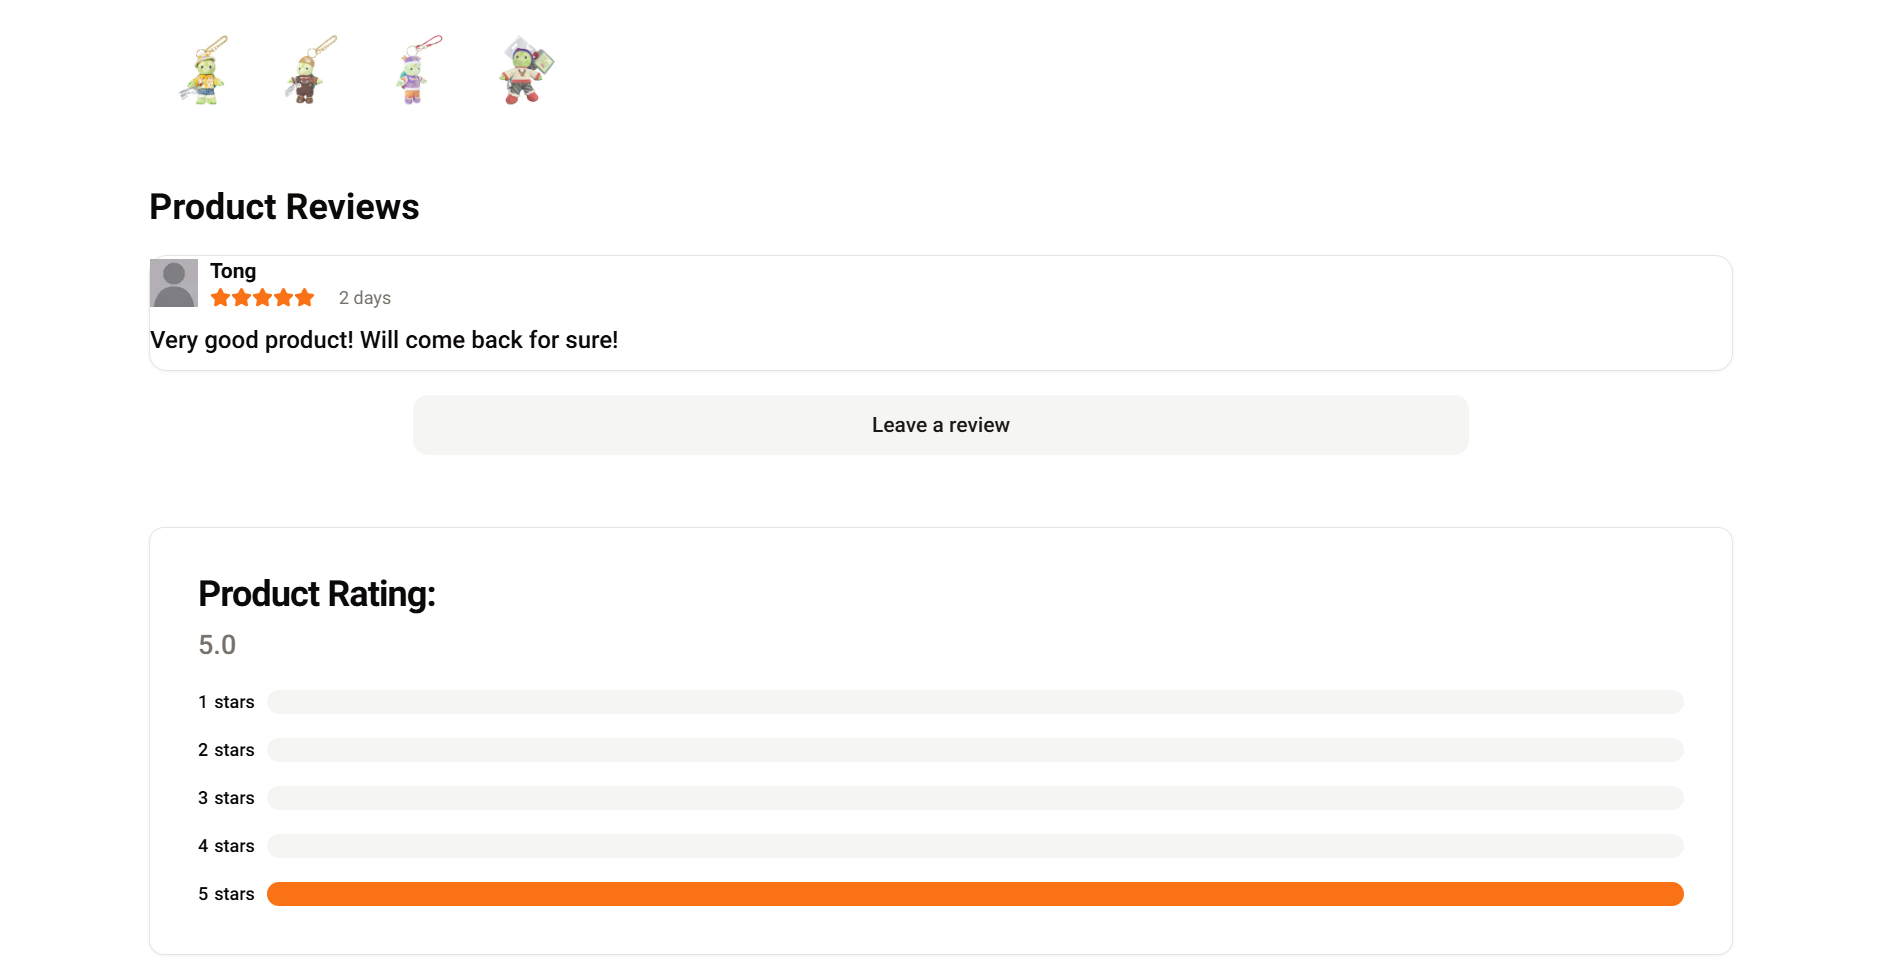 Product Reviews
Tong
2 days
Very good product! Will come back for sure!
Leave a review
Product Rating:
5.0
1 stars
2 stars
3 stars
4 stars
5 stars